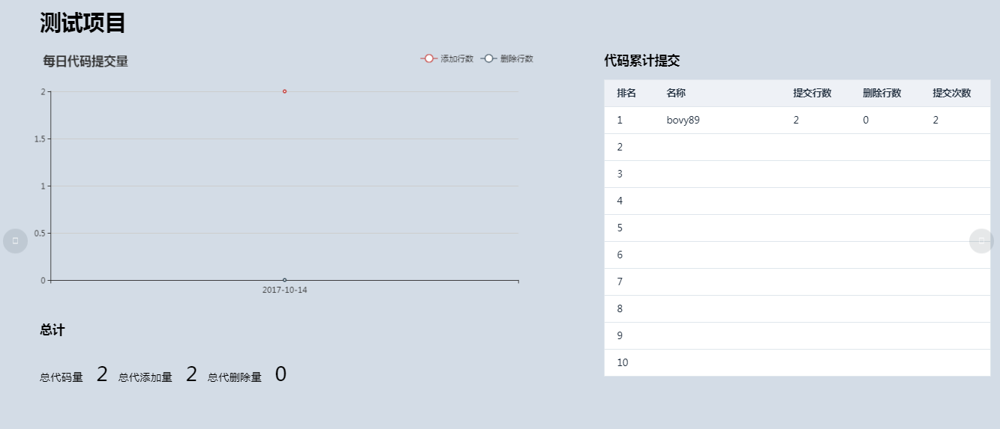 测试项目
每日代码提交量
添加行数 删除行数
2
1.5
1
0.5
0
2017-10-14
总计
总代码量 2 总代添加量 2 总代删除量 0
代码累计提交
排名 名称 提交行数 删除行数 提交次数
1 bovy89 2 0 2
2
3
4
5
6
7
8
9
10